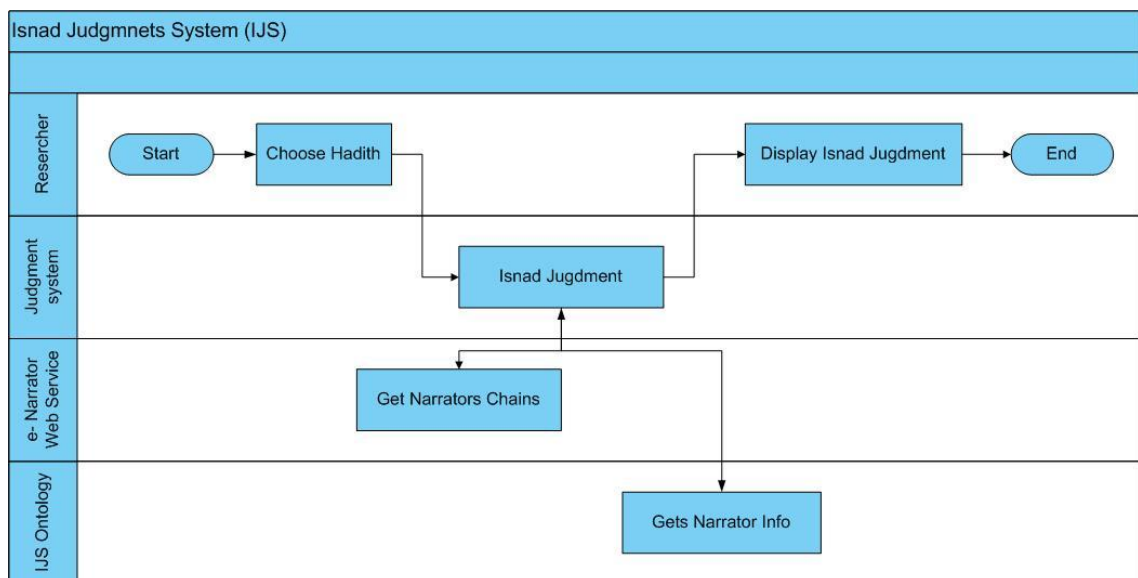 Isnad Judgmnets System (IJS)
Resercher
Start
Choose Hadith
Display Isnad Jugdment
End
Judgment
system
Isnad Jugdment
e- Narrator
Web Service
Get Narrators Chains
IJS Ontology
Gets Narrator Info